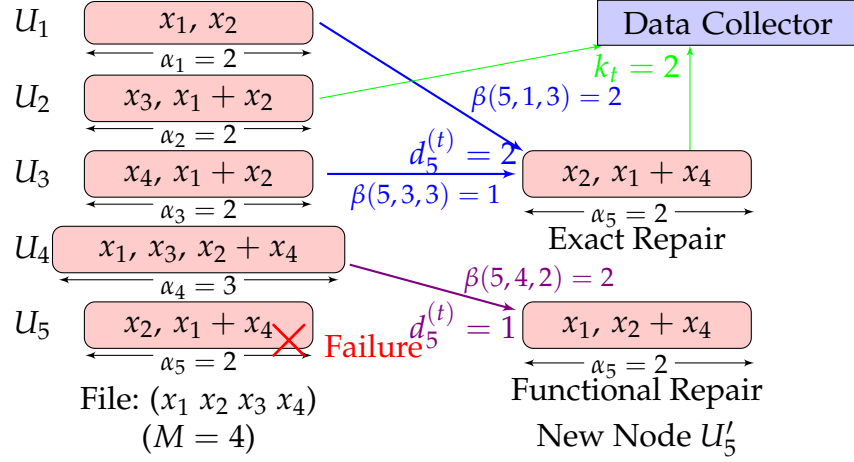 U₁
x₁, x₂
α₁ = 2
Data Collector
k_t = 2
U₂
x₃, x₁ + x₂
α₂ = 2
β(5,1,3) = 2
U₃
x₄, x₁ + x₂
α₃ = 2
d₅^(t) = 2
β(5,3,3) = 1
x₂, x₁ + x₄
α₅ = 2
Exact Repair
U₄
x₁, x₃, x₂ + x₄
α₄ = 3
β(5,4,2) = 2
d₅^(t) = 1
U₅
x₂, x₁ + x₄
α₅ = 2
Failure
x₁, x₂ + x₄
α₅ = 2
Functional Repair
File: (x₁ x₂ x₃ x₄)
(M = 4)
New Node U₅′